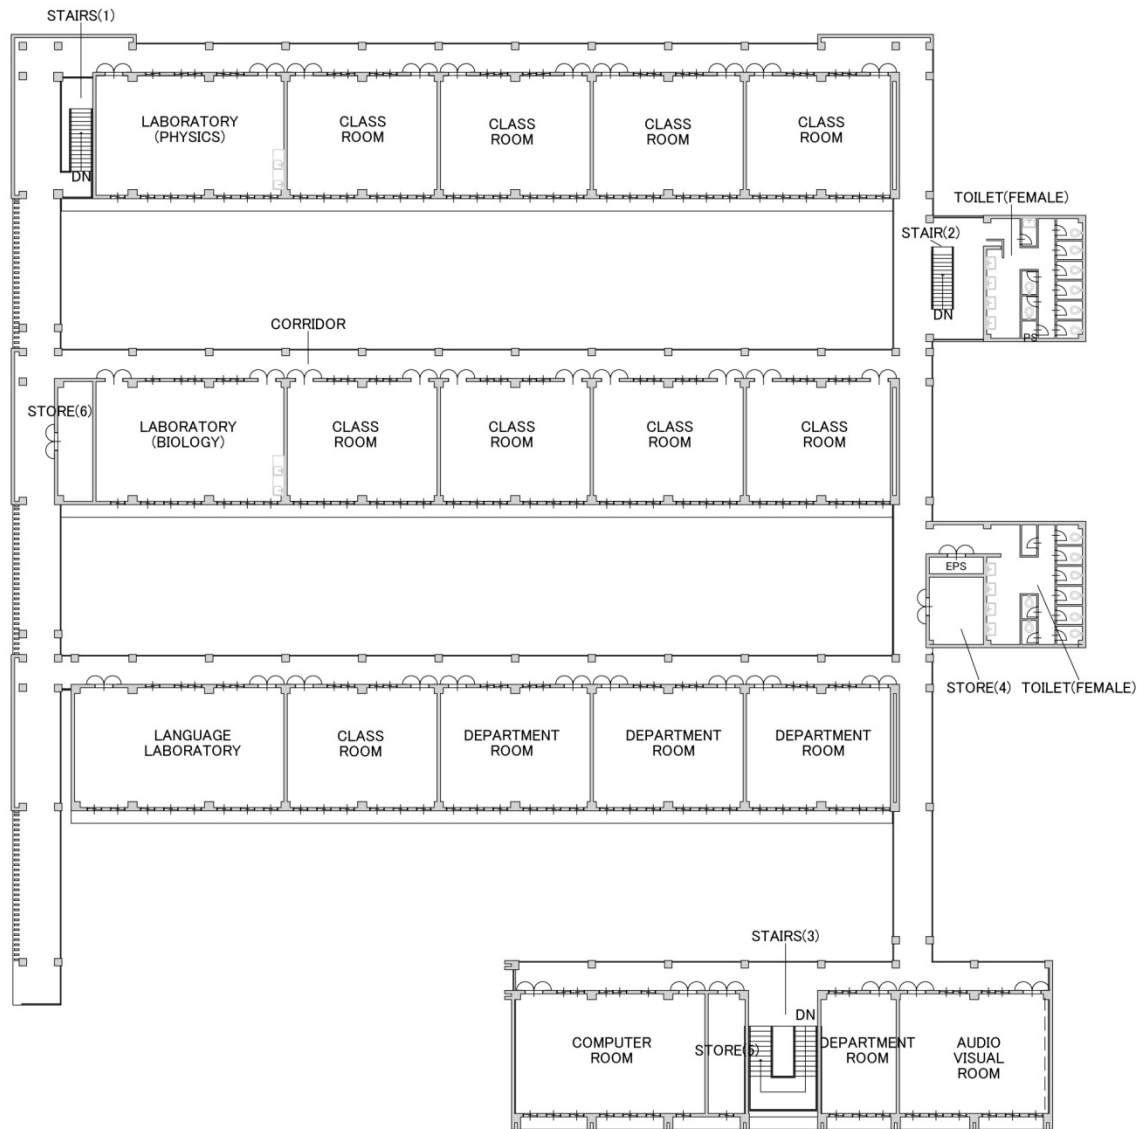 STAIRS(1)
LABORATORY
(PHYSICS)
CLASS
ROOM
CLASS
ROOM
CLASS
ROOM
CLASS
ROOM
DN
TOILET(FEMALE)
STAIR(2)
DN
PS
CORRIDOR
STORE(6)
LABORATORY
(BIOLOGY)
CLASS
ROOM
CLASS
ROOM
CLASS
ROOM
CLASS
ROOM
EPS
STORE(4)
TOILET(FEMALE)
LANGUAGE
LABORATORY
CLASS
ROOM
DEPARTMENT
ROOM
DEPARTMENT
ROOM
DEPARTMENT
ROOM
STAIRS(3)
DN
COMPUTER
ROOM
STORE(5)
DEPARTMENT
ROOM
AUDIO
VISUAL
ROOM